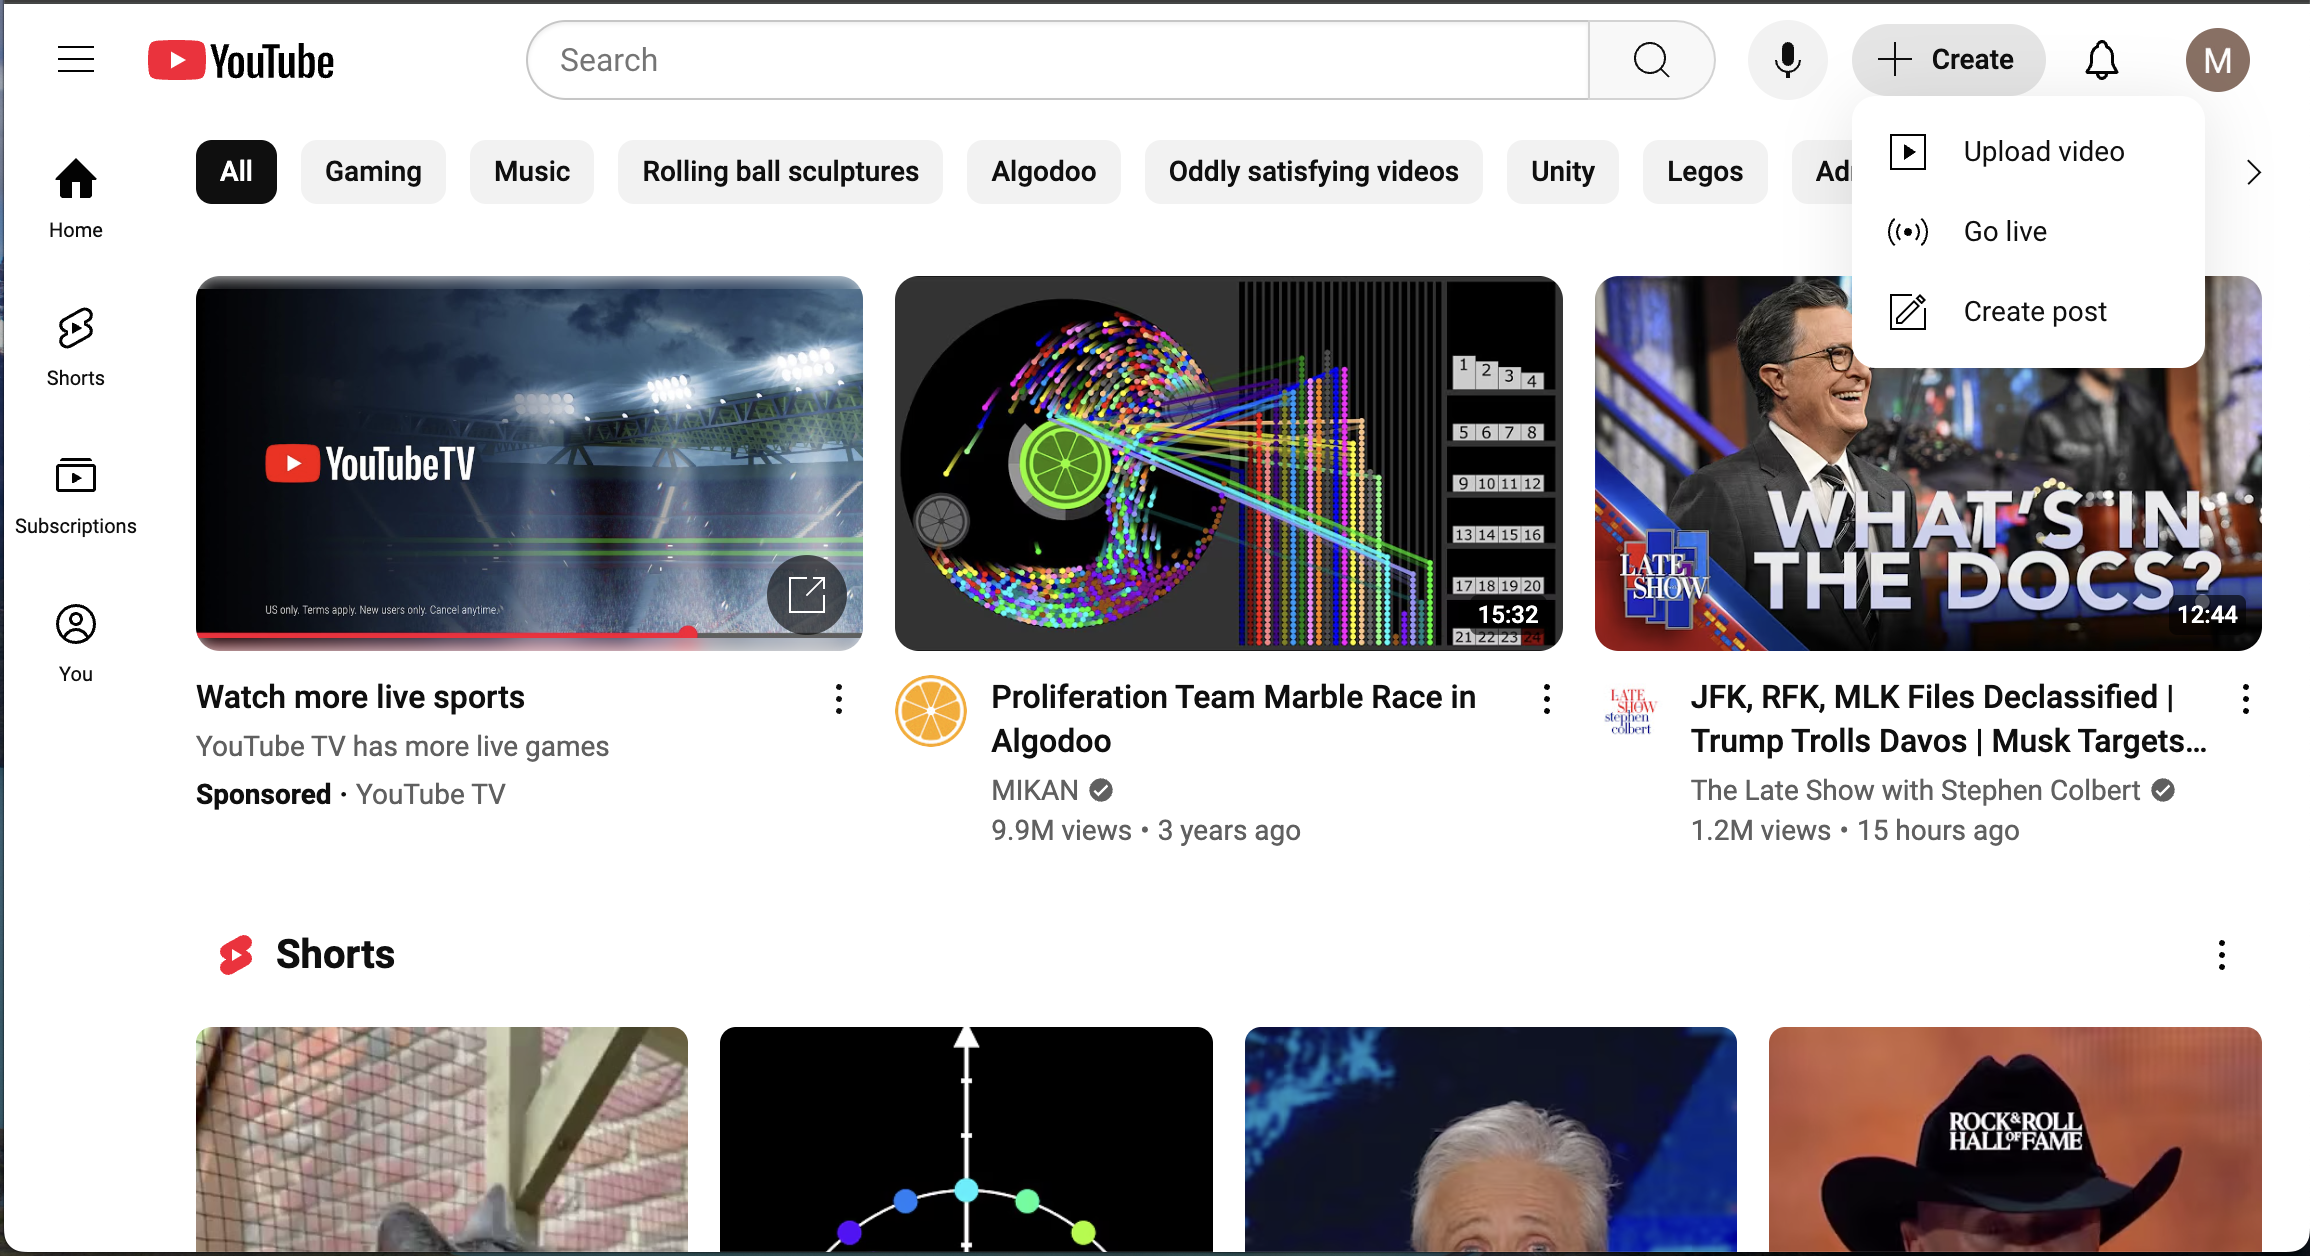 YouTube
Search
Create
M
Upload video
Go live
Create post
All
Gaming
Music
Rolling ball sculptures
Algodoo
Oddly satisfying videos
Unity
Legos
Home
Shorts
Subscriptions
You
YouTubeTV
US only. Terms apply. New users only. Cancel anytime.
1 2 3 4
5 6 7 8
9 10 11 12
13 14 15 16
17 18 19 20
21 22 23 24
15:32
WHAT'S IN
THE DOCS?
LATE
SHOW
12:44
Watch more live sports
YouTube TV has more live games
Sponsored · YouTube TV
Proliferation Team Marble Race in
Algodoo
MIKAN
9.9M views • 3 years ago
LATE
SHOW
stephen
colbert
JFK, RFK, MLK Files Declassified |
Trump Trolls Davos | Musk Targets...
The Late Show with Stephen Colbert
1.2M views • 15 hours ago
Shorts
ROCK&ROLL
HALL OF FAME